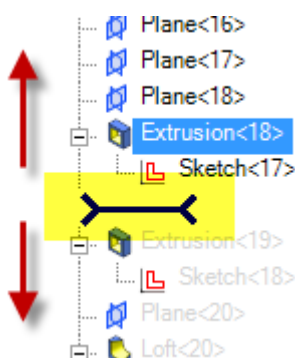 Plane<16>
Plane<17>
Plane<18>
Extrusion<18>
Sketch<17>
Extrusion<19>
Sketch<18>
Plane<20>
Loft<20>